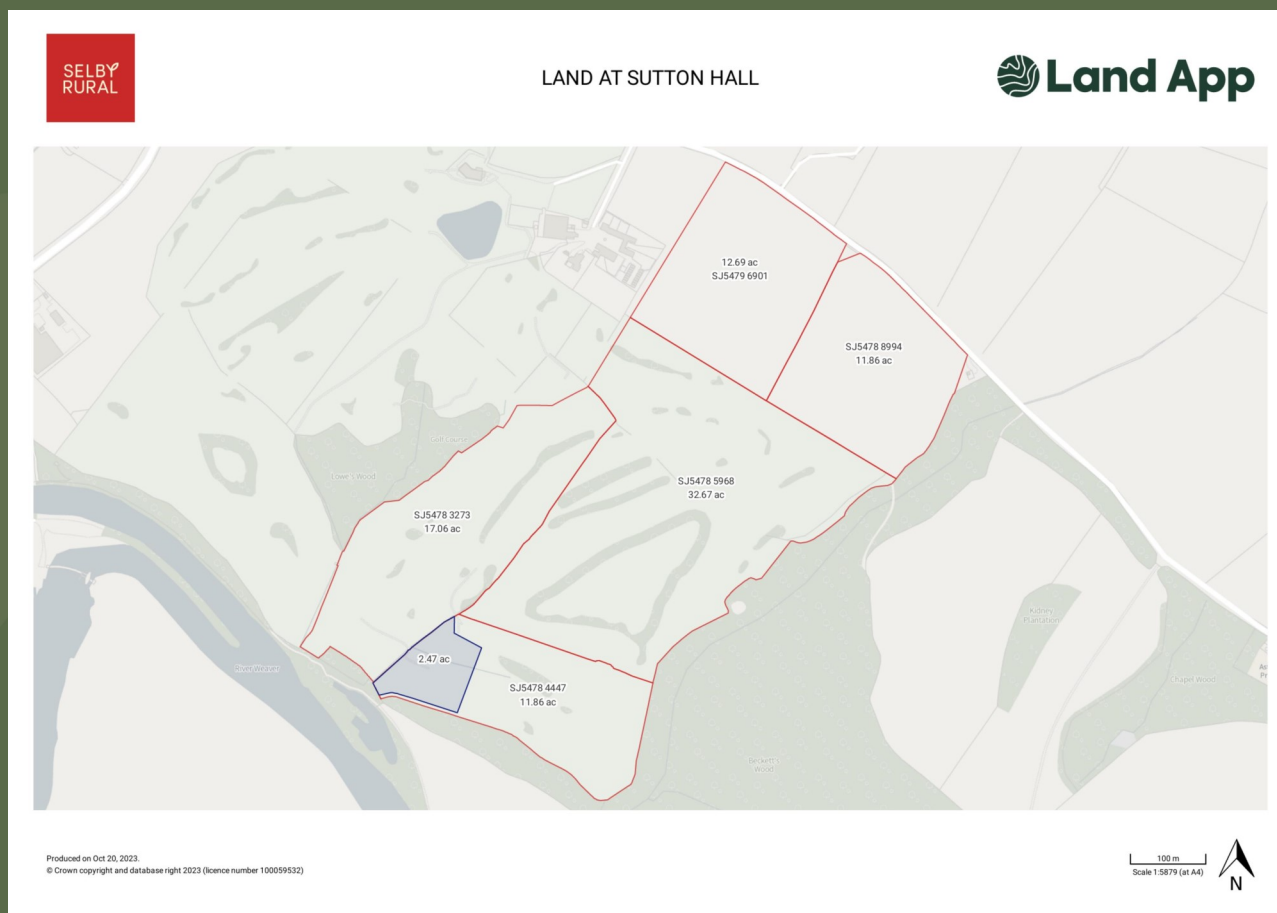 SELBY
RURAL
LAND AT SUTTON HALL
Land App
12.69 ac
SJ5479 6901
SJ5478 8994
11.86 ac
Golf Course
Lowe's Wood
SJ5478 5968
32.67 ac
SJ5478 3273
17.06 ac
Kidney
Plantation
2.47 ac
River Weaver
SJ5478 4447
11.86 ac
Chapel Wood
Beckett's
Wood
Produced on Oct 20, 2023.
© Crown copyright and database right 2023 (licence number 100059532)
100 m
Scale 1:5879 (at A4)
N